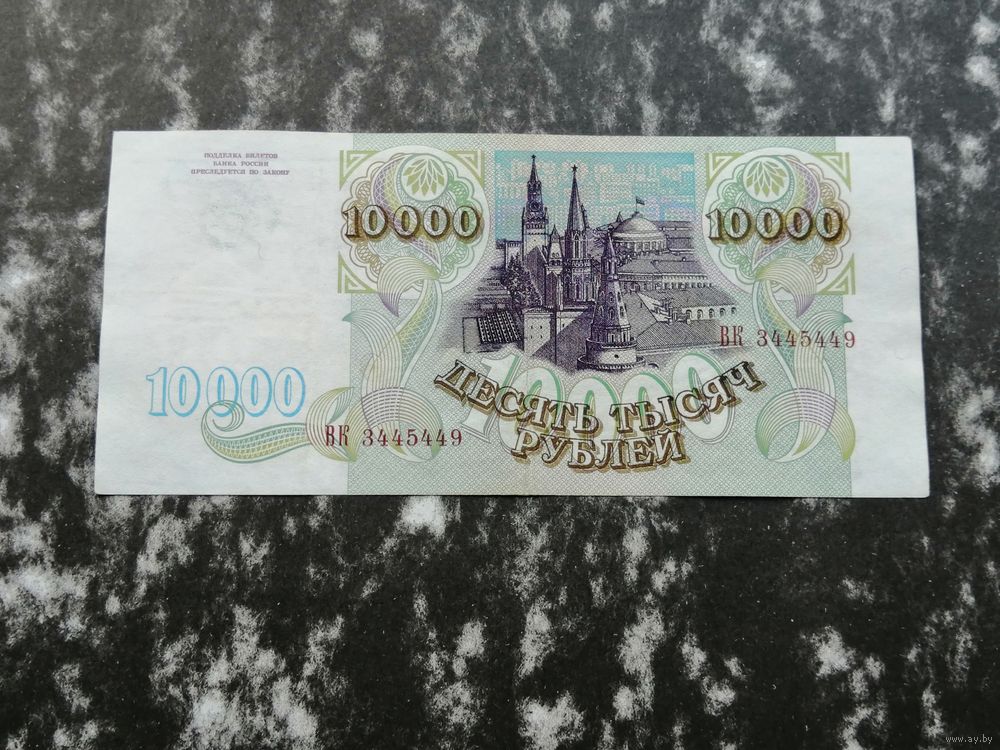 ПОДДЕЛКА БИЛЕТОВ
БАНКА РОССИИ
ПРЕСЛЕДУЕТСЯ ПО ЗАКОНУ
10000
10000
ВК 3445449
10000
10000
ВК 3445449
ДЕСЯТЬ ТЫСЯЧ
РУБЛЕЙ
www.ay.by